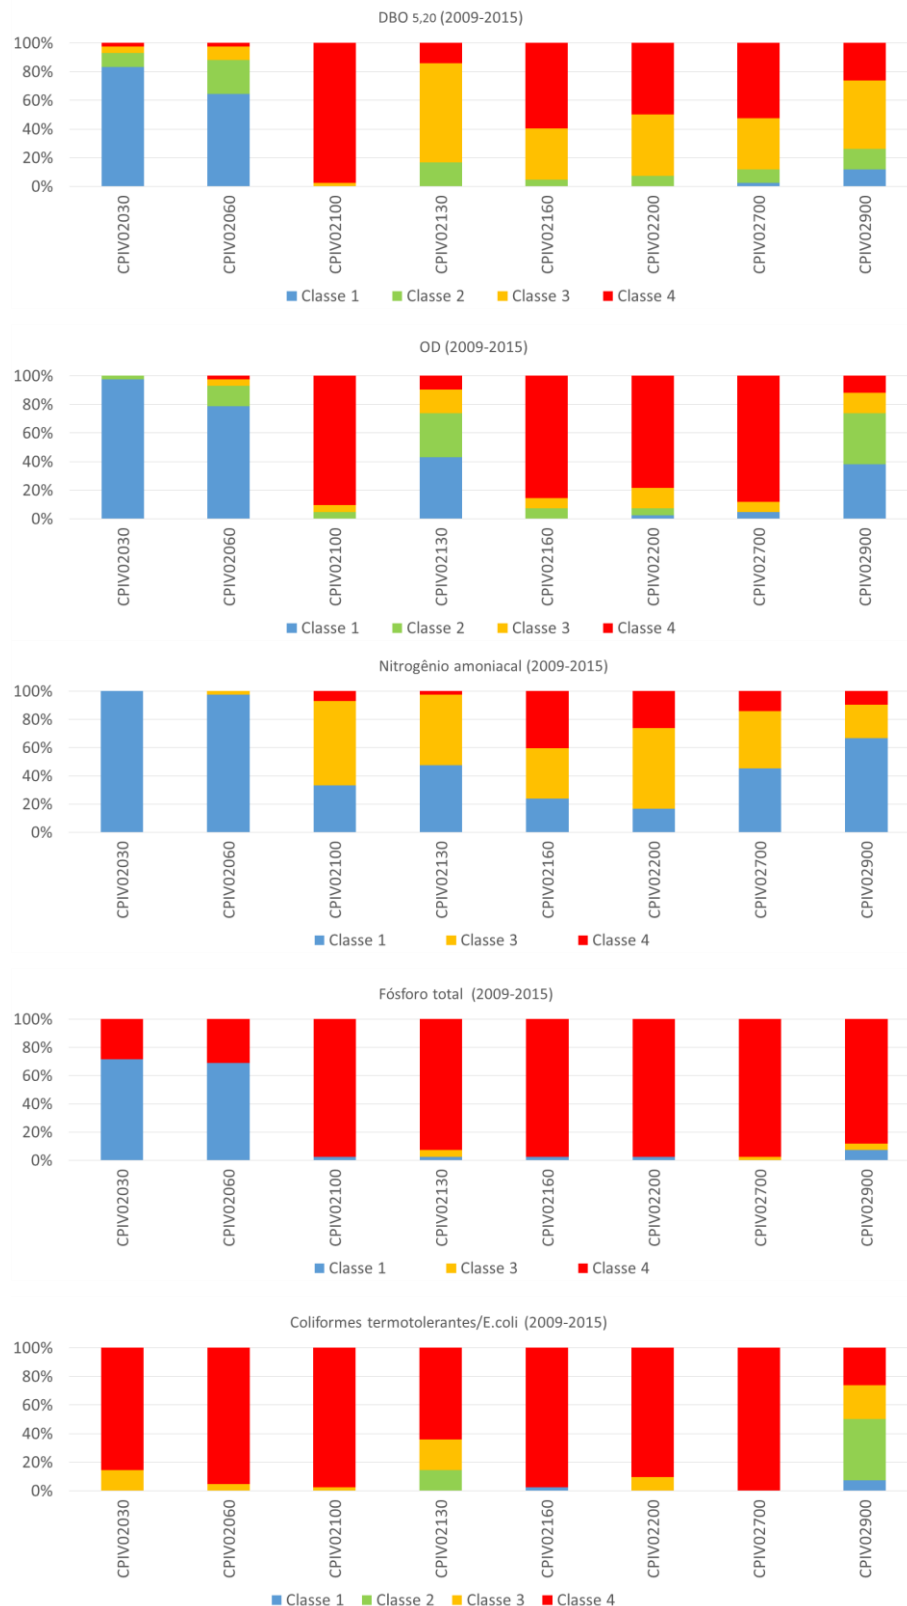 DBO 5,20 (2009-2015)
100%
80%
60%
40%
20%
0%
CPIV02030
CPIV02060
CPIV02100
CPIV02130
CPIV02160
CPIV02200
CPIV02700
CPIV02900
Classe 1 Classe 2 Classe 3 Classe 4
OD (2009-2015)
100%
80%
60%
40%
20%
0%
CPIV02030
CPIV02060
CPIV02100
CPIV02130
CPIV02160
CPIV02200
CPIV02700
CPIV02900
Classe 1 Classe 2 Classe 3 Classe 4
Nitrogênio amoniacal (2009-2015)
100%
80%
60%
40%
20%
0%
CPIV02030
CPIV02060
CPIV02100
CPIV02130
CPIV02160
CPIV02200
CPIV02700
CPIV02900
Classe 1 Classe 3 Classe 4
Fósforo total (2009-2015)
100%
80%
60%
40%
20%
0%
CPIV02030
CPIV02060
CPIV02100
CPIV02130
CPIV02160
CPIV02200
CPIV02700
CPIV02900
Classe 1 Classe 3 Classe 4
Coliformes termotolerantes/E.coli (2009-2015)
100%
80%
60%
40%
20%
0%
CPIV02030
CPIV02060
CPIV02100
CPIV02130
CPIV02160
CPIV02200
CPIV02700
CPIV02900
Classe 1 Classe 2 Classe 3 Classe 4